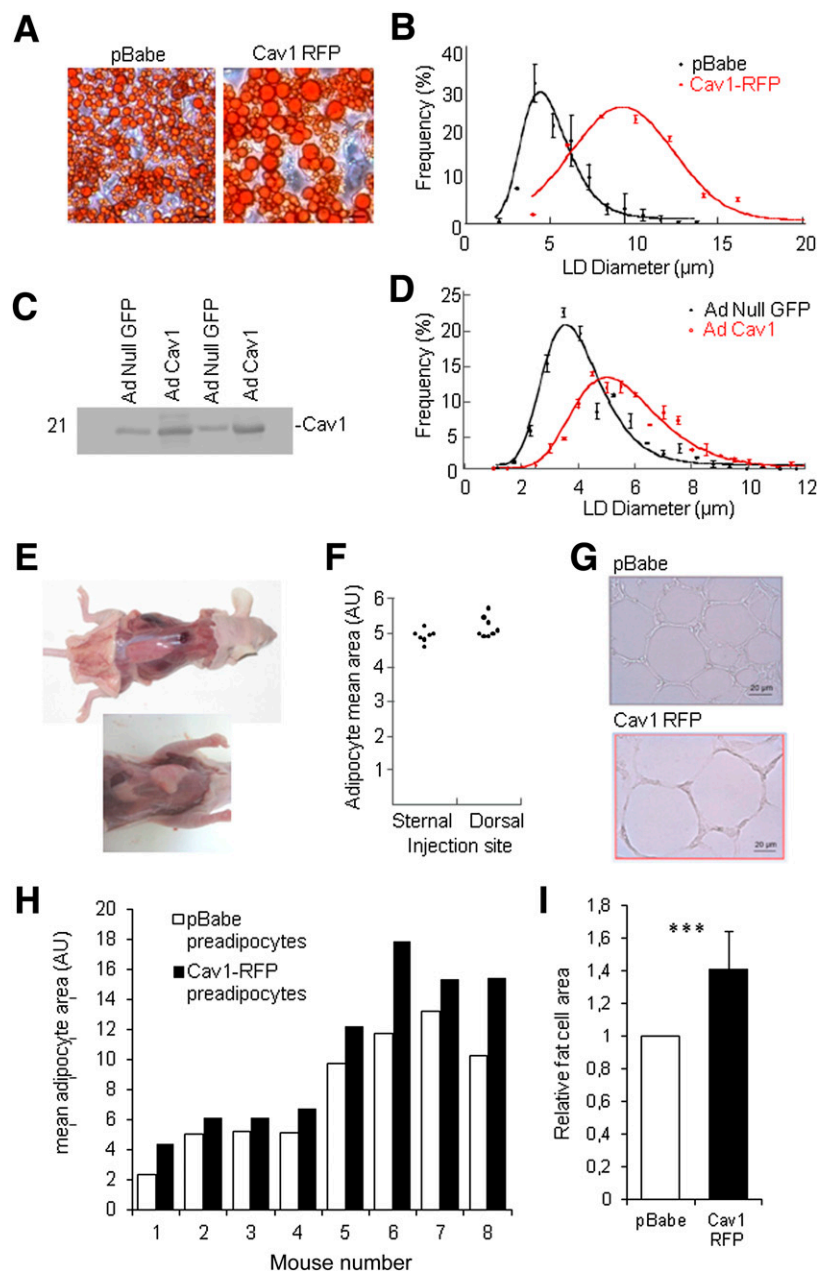 A
pBabe
Cav1 RFP
B
Frequency (%)
40
30
20
10
0
pBabe
Cav1-RFP
5
10
15
20
LD Diameter (µm)
C
Ad Null GFP
Ad Cav1
Ad Null GFP
Ad Cav1
21
-Cav1
D
Frequency (%)
25
20
15
10
5
0
Ad Null GFP
Ad Cav1
0
2
4
6
8
10
12
LD Diameter (µm)
E
F
Adipocyte mean area (AU)
6
5
4
3
2
1
Sternal
Dorsal
Injection site
G
pBabe
20 µm
Cav1 RFP
20 µm
H
mean adipocyte area (AU)
20
18
16
14
12
10
8
6
4
2
0
pBabe
preadipocytes
Cav1-RFP
preadipocytes
1 2 3 4 5 6 7 8
Mouse number
I
Relative fat cell area
1,8
1,6
1,4
1,2
1
0,8
0,6
0,4
0,2
0
***
pBabe
Cav1
RFP